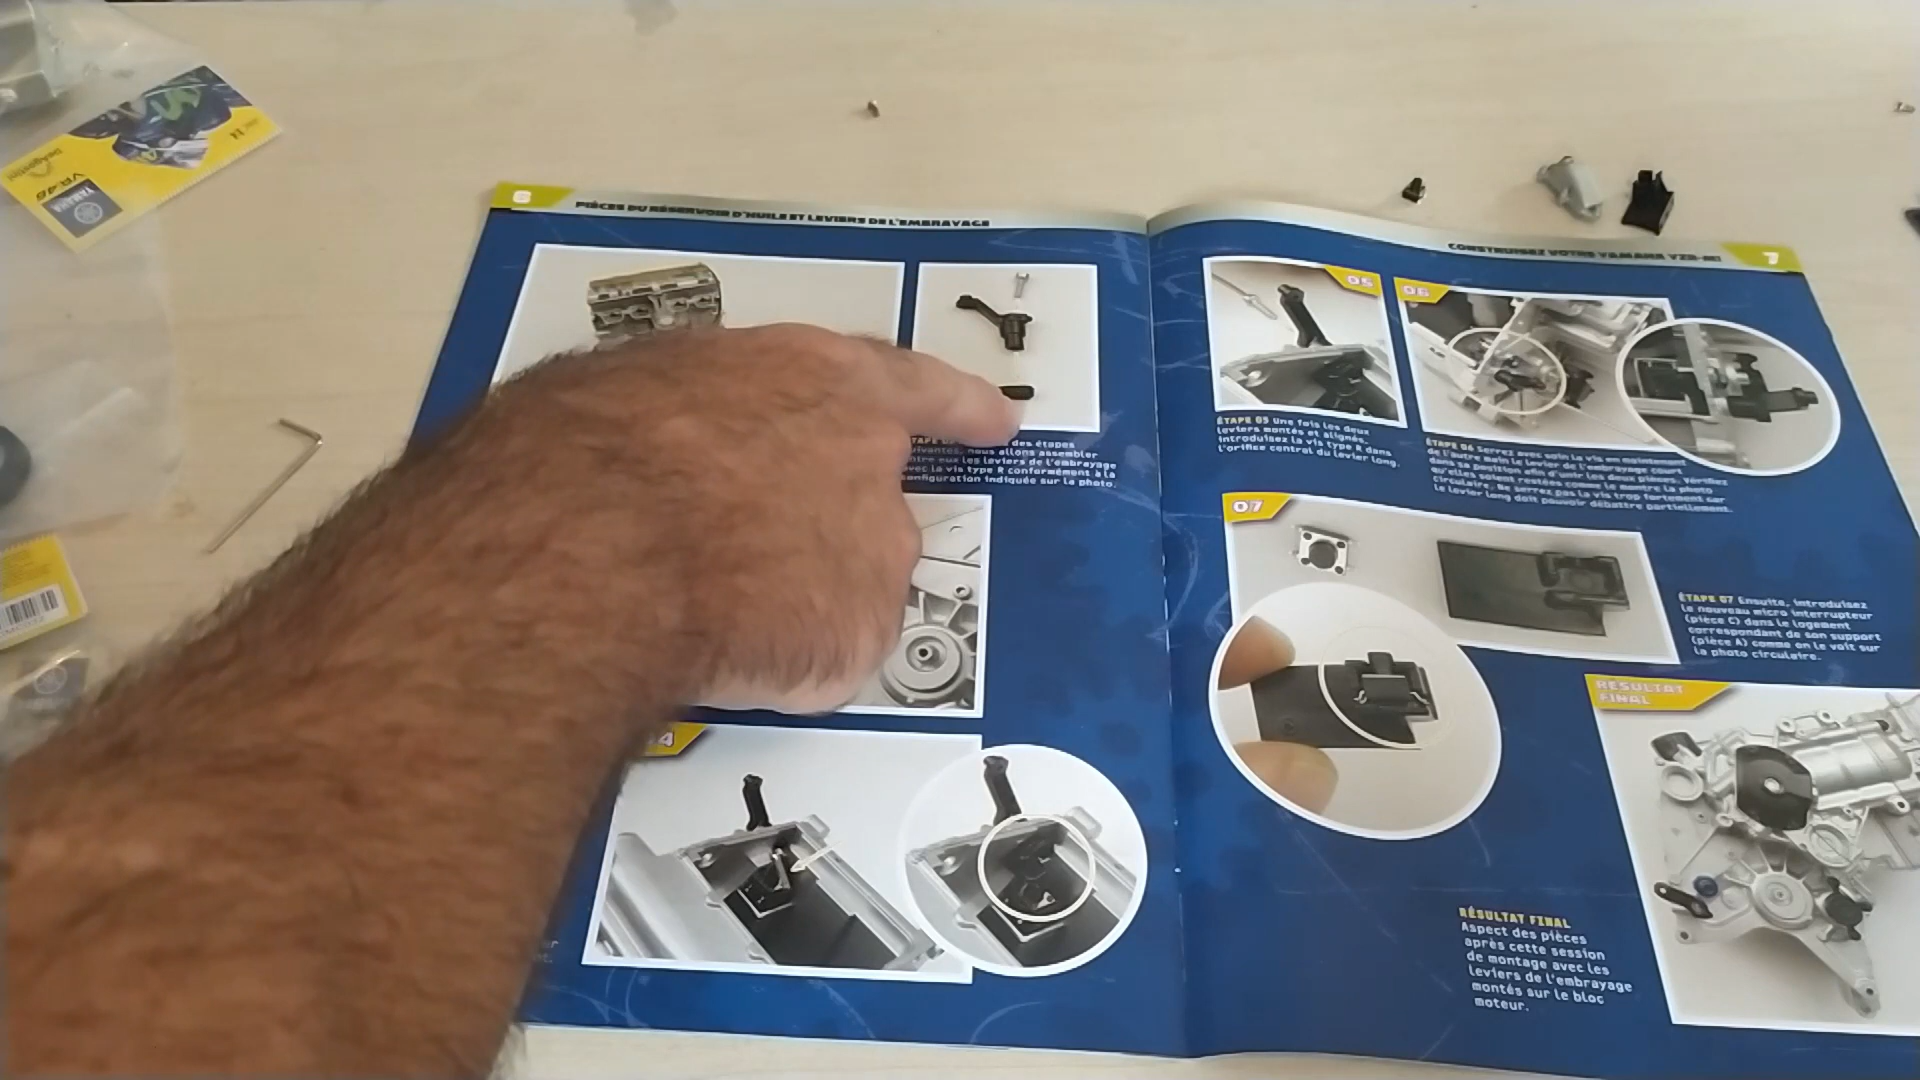 N° 14
DeAgostini
VR 46
YAMAHA
6
PIÈCES DU RÉSERVOIR D'HUILE ET LEVIERS DE L'EMBRAYAGE
des étapes
nous allons assembler
les leviers de l'embrayage
avec la vis type R conformément à la
configuration indiquée sur la photo.
4
CONSTRUISEZ VOTRE YAMAHA YZR-M1
7
05
06
ÉTAPE 05 Une fois les deux
leviers montés et alignés,
introduisez la vis type R dans
l'orifice central du levier long.
ÉTAPE 06 Serrez avec soin la vis en maintenant
de l'autre main le levier de l'embrayage court
dans sa position afin d'unir les deux pièces. Vérifiez
qu'elles soient restées comme le montre la photo
circulaire. Ne serrez pas la vis trop fortement car
le levier long doit pouvoir débattre partiellement.
07
ÉTAPE 07 Ensuite, introduisez
le nouveau micro interrupteur
(pièce C) dans le logement
correspondant de son support
(pièce A) comme on le voit sur
la photo circulaire.
RÉSULTAT
FINAL
RÉSULTAT FINAL
Aspect des pièces
après cette session
de montage avec les
leviers de l'embrayage
montés sur le bloc
moteur.